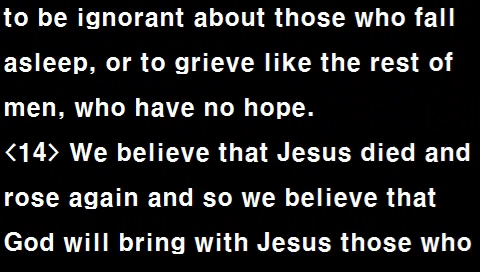 to be ignorant about those who fall
asleep, or to grieve like the rest of
men, who have no hope.
<14> We believe that Jesus died and
rose again and so we believe that
God will bring with Jesus those who